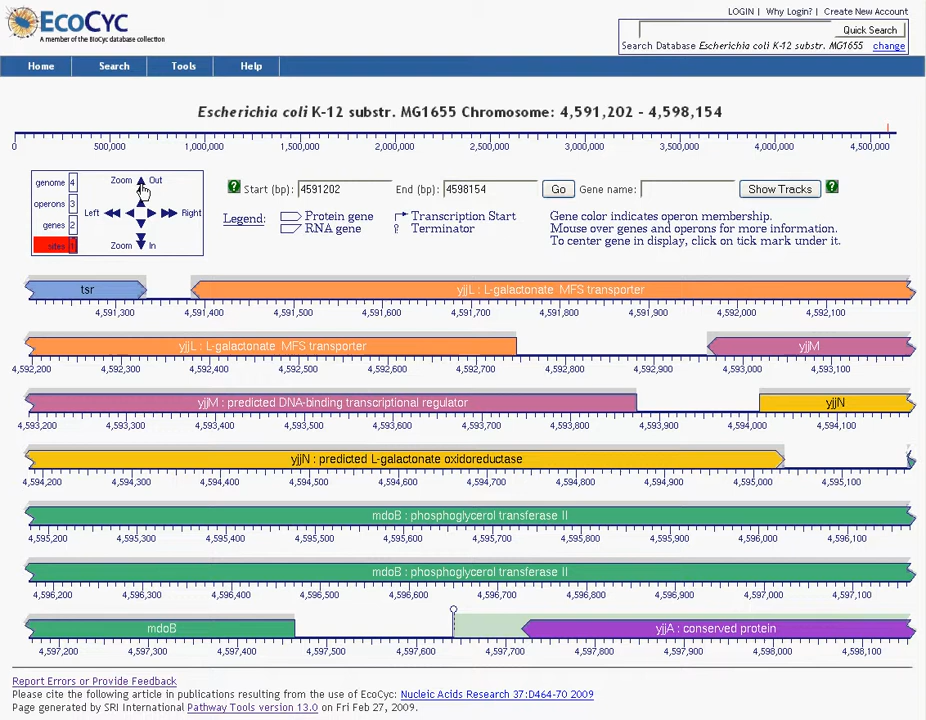 LOGIN | Why Login? | Create New Account
EcoCyc
A member of the BioCyc database collection
Quick Search
Search Database Escherichia coli K-12 substr. MG1655 change
Home Search Tools Help
Escherichia coli K-12 substr. MG1655 Chromosome: 4,591,202 - 4,598,154
0 500,000 1,000,000 1,500,000 2,000,000 2,500,000 3,000,000 3,500,000 4,000,000 4,500,000
genome 4
operons 3
genes 2
sites 1
Zoom Out
Left Right
Zoom In
? Start (bp): 4591202 End (bp): 4598154 Go Gene name: Show Tracks ?
Legend: Protein gene Transcription Start
RNA gene Terminator
Gene color indicates operon membership.
Mouse over genes and operons for more information.
To center gene in display, click on tick mark under it.
tsr yjjL : L-galactonate MFS transporter
4,591,300 4,591,400 4,591,500 4,591,600 4,591,700 4,591,800 4,591,900 4,592,000 4,592,100
yjjL : L-galactonate MFS transporter yjjM
4,592,200 4,592,300 4,592,400 4,592,500 4,592,600 4,592,700 4,592,800 4,592,900 4,593,000 4,593,100
yjjM : predicted DNA-binding transcriptional regulator yjjN
4,593,200 4,593,300 4,593,400 4,593,500 4,593,600 4,593,700 4,593,800 4,593,900 4,594,000 4,594,100
yjjN : predicted L-galactonate oxidoreductase
4,594,200 4,594,300 4,594,400 4,594,500 4,594,600 4,594,700 4,594,800 4,594,900 4,595,000 4,595,100
mdoB : phosphoglycerol transferase II
4,595,200 4,595,300 4,595,400 4,595,500 4,595,600 4,595,700 4,595,800 4,595,900 4,596,000 4,596,100
mdoB : phosphoglycerol transferase II
4,596,200 4,596,300 4,596,400 4,596,500 4,596,600 4,596,700 4,596,800 4,596,900 4,597,000 4,597,100
mdoB yjjA : conserved protein
4,597,200 4,597,300 4,597,400 4,597,500 4,597,600 4,597,700 4,597,800 4,597,900 4,598,000 4,598,100
Report Errors or Provide Feedback
Please cite the following article in publications resulting from the use of EcoCyc: Nucleic Acids Research 37:D464-70 2009
Page generated by SRI International Pathway Tools version 13.0 on Fri Feb 27, 2009.